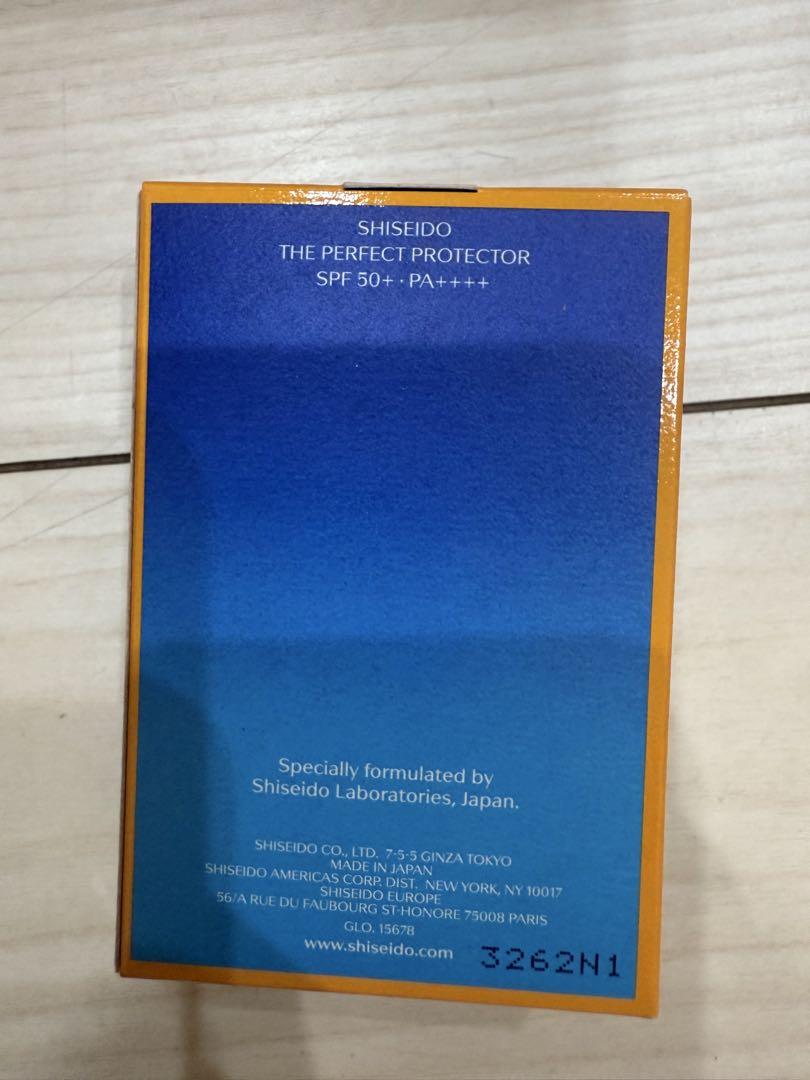 SHISEIDO
THE PERFECT PROTECTOR
SPF 50+ · PA++++
Specially formulated by
Shiseido Laboratories, Japan.
SHISEIDO CO., LTD. 7-5-5 GINZA TOKYO
MADE IN JAPAN
SHISEIDO AMERICAS CORP. DIST. NEW YORK, NY 10017
SHISEIDO EUROPE
56/A RUE DU FAUBOURG ST-HONORE 75008 PARIS
GLO. 15678
www.shiseido.com
3262N1